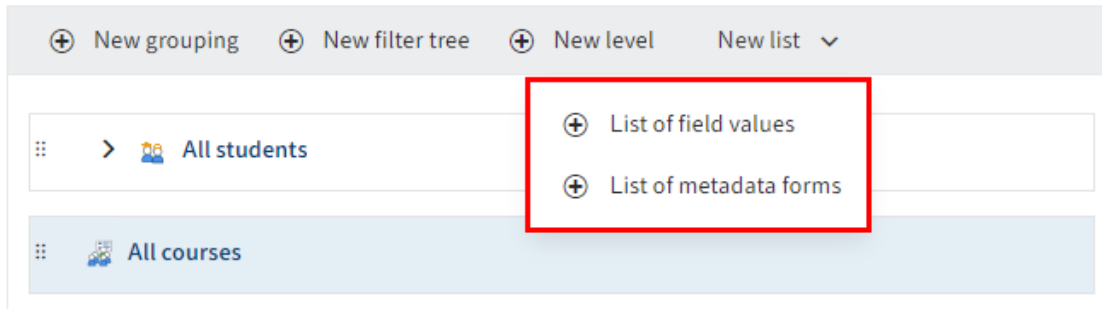 New grouping New filter tree New level New list
List of field values
All students
List of metadata forms
All courses